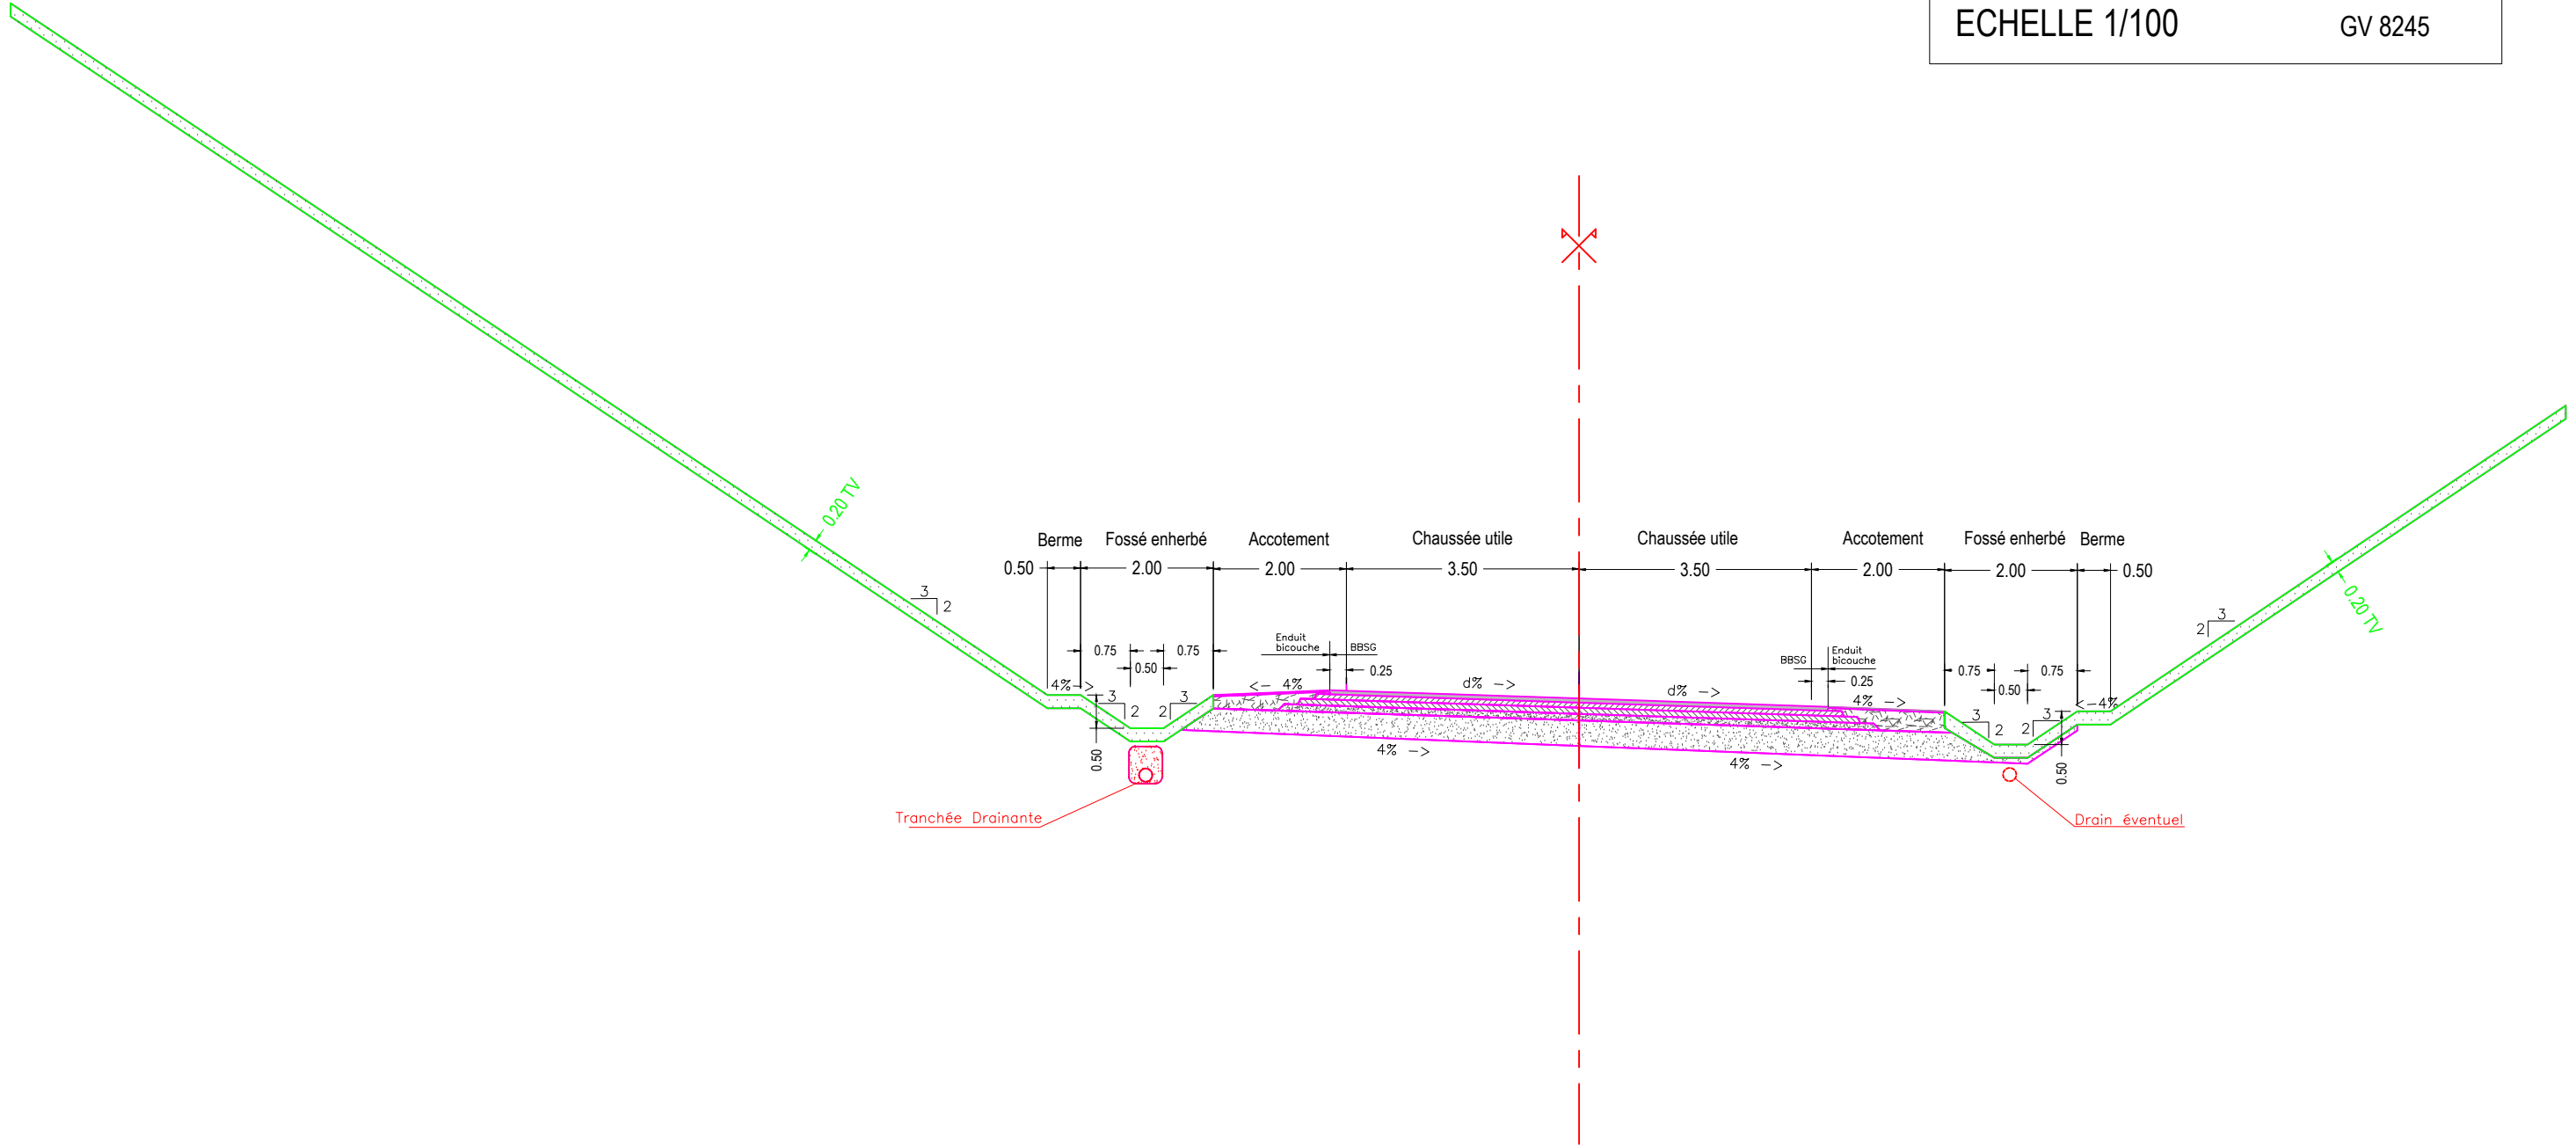 ECHELLE 1/100 GV 8245
0.20 TV
Berme Fossé enherbé Accotement Chaussée utile Chaussée utile Accotement Fossé enherbé Berme
0.50 2.00 2.00 3.50 3.50 2.00 2.00 0.50
0.20 TV
3
2
3
2
Enduit
bicouche BBSG
0.75 0.75
0.50
0.25
BBSG Enduit
bicouche
0.25
0.75 0.75
0.50
4%->
<- 4%
d% ->
d% ->
4% ->
<-4%
3
2
3
2
3
2
3
2
0.50
4% ->
4% ->
0.50
Tranchée Drainante
Drain éventuel